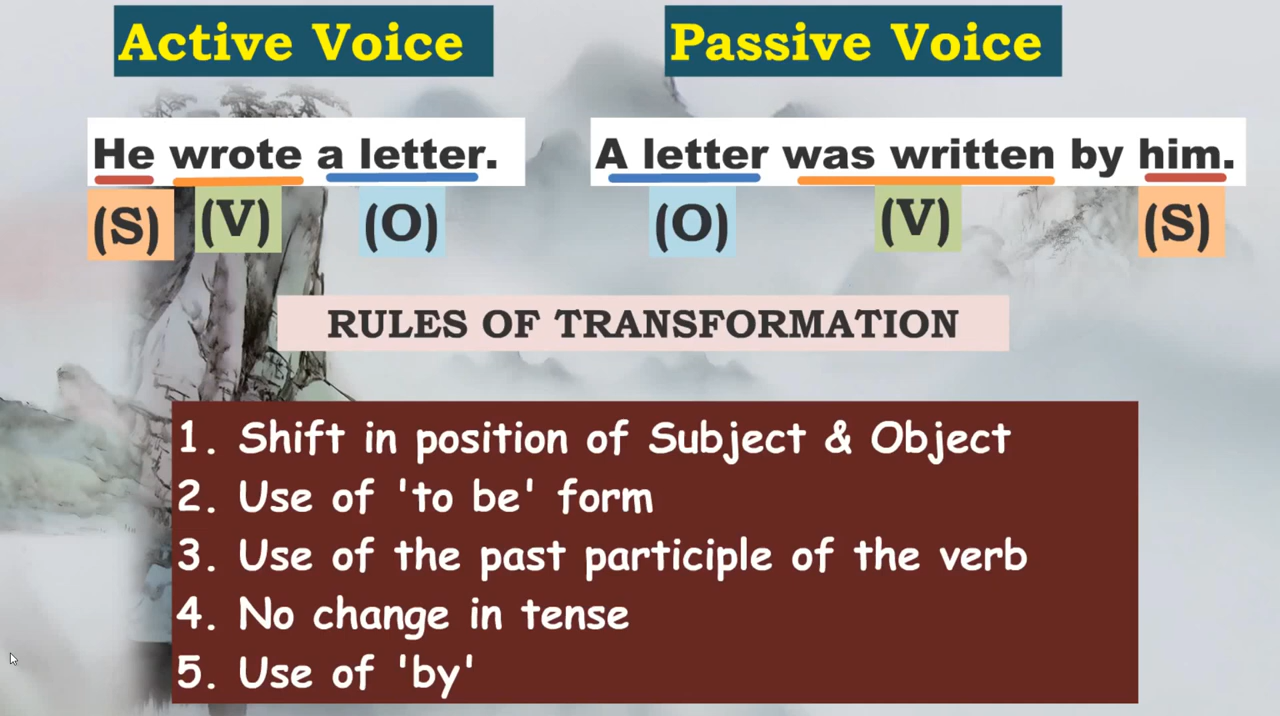 Active Voice
Passive Voice
He wrote a letter.
A letter was written by him.
(S) (V) (O)
(O) (V) (S)
RULES OF TRANSFORMATION
1. Shift in position of Subject & Object
2. Use of 'to be' form
3. Use of the past participle of the verb
4. No change in tense
5. Use of 'by'